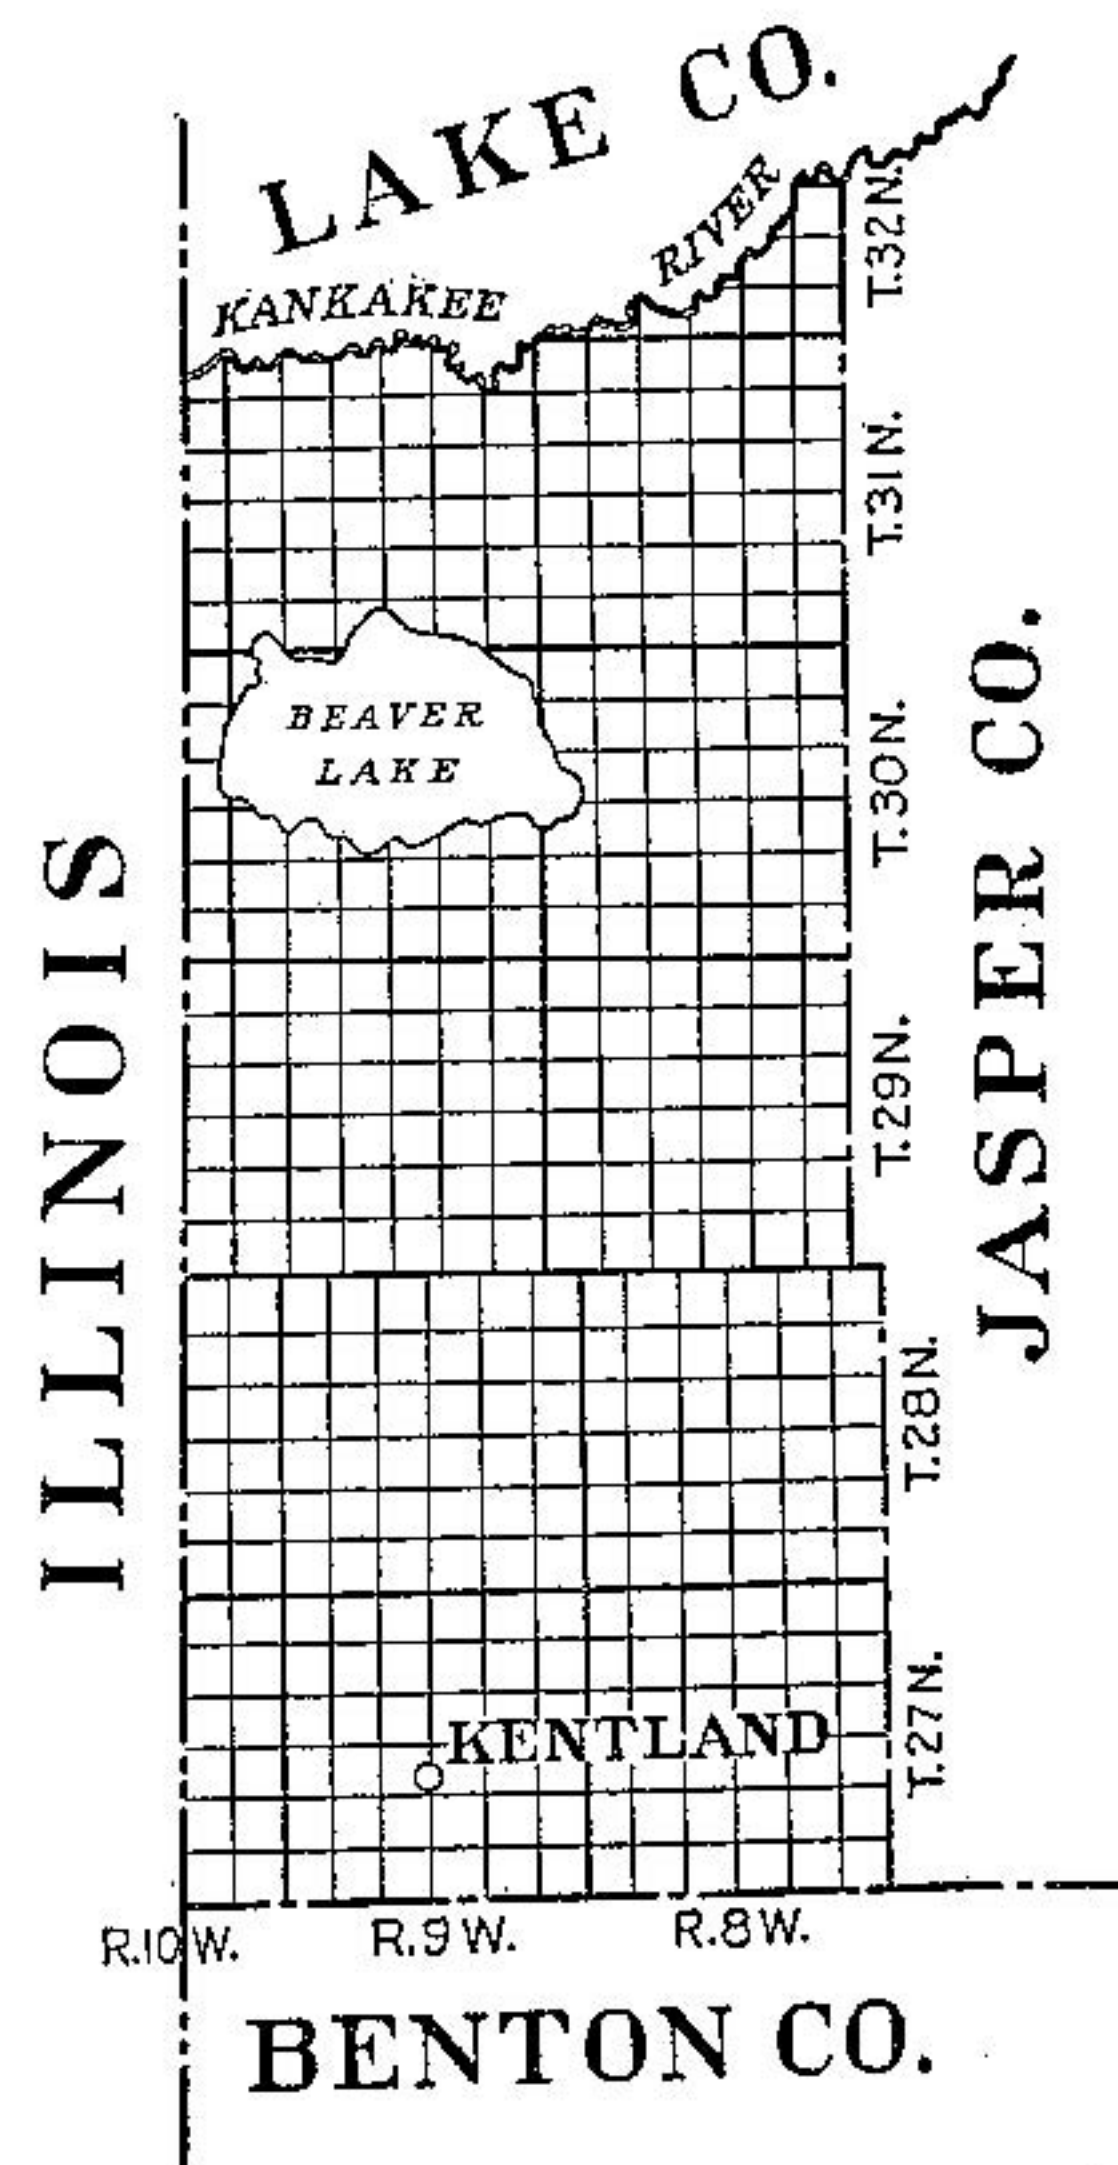 LAKE CO.
KANKAKEE RIVER
T.32N.
T.31N.
BEAVER
LAKE
T.30N.
JASPER CO.
ILLINOIS
T.29N.
T.28N.
T.27N.
KENTLAND
R.10W.
R.9W.
R.8W.
BENTON CO.